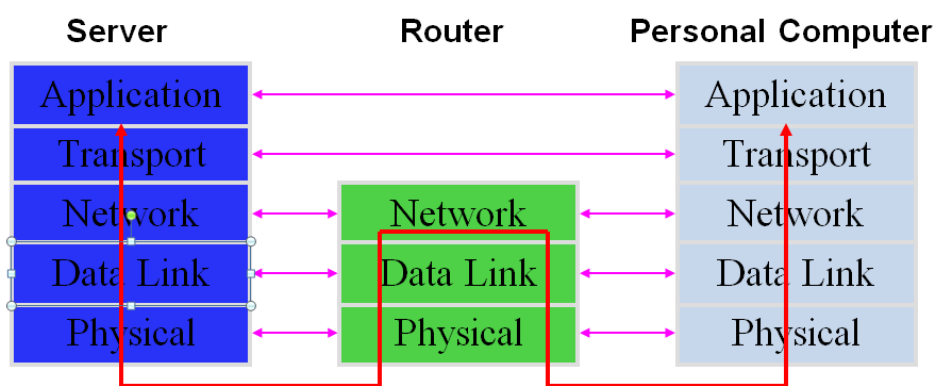 Server Router Personal Computer
Application Application
Transport Transport
Network Network Network
Data Link Data Link Data Link
Physical Physical Physical